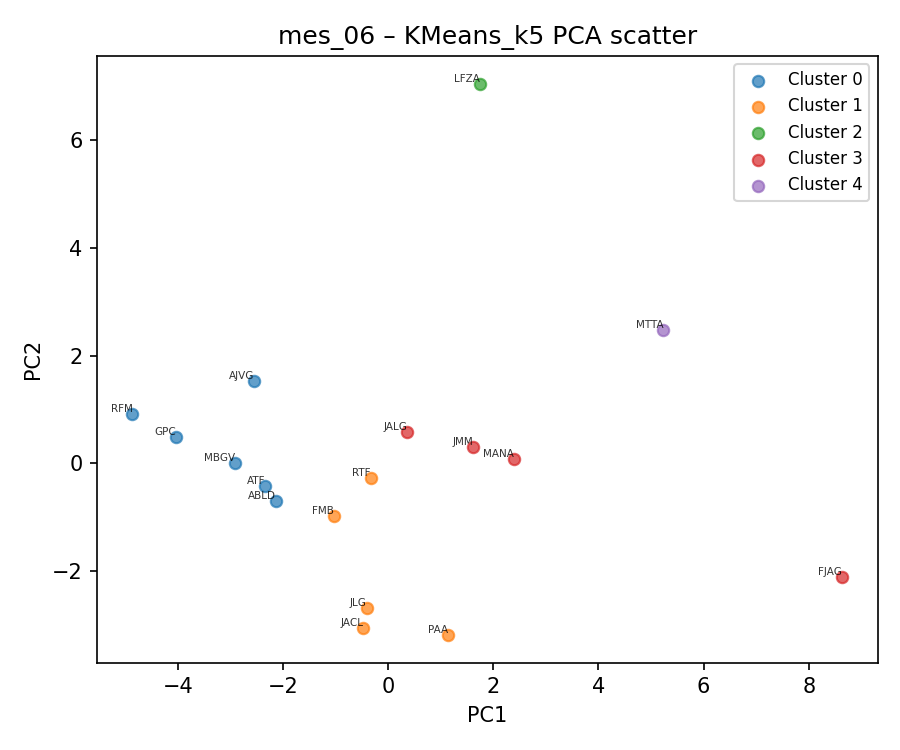 mes_06 – KMeans_k5 PCA scatter
LFZA
Cluster 0
Cluster 1
Cluster 2
Cluster 3
Cluster 4
6
4
2
0
−2
PC2
MTTA
AJVG
RFM
GPC
MBGV
ATF
ABLD
JALG
JMM
MANA
RTF
FMB
JLG
JACL
PAA
FJAG
−4
−2
0
2
4
6
8
PC1